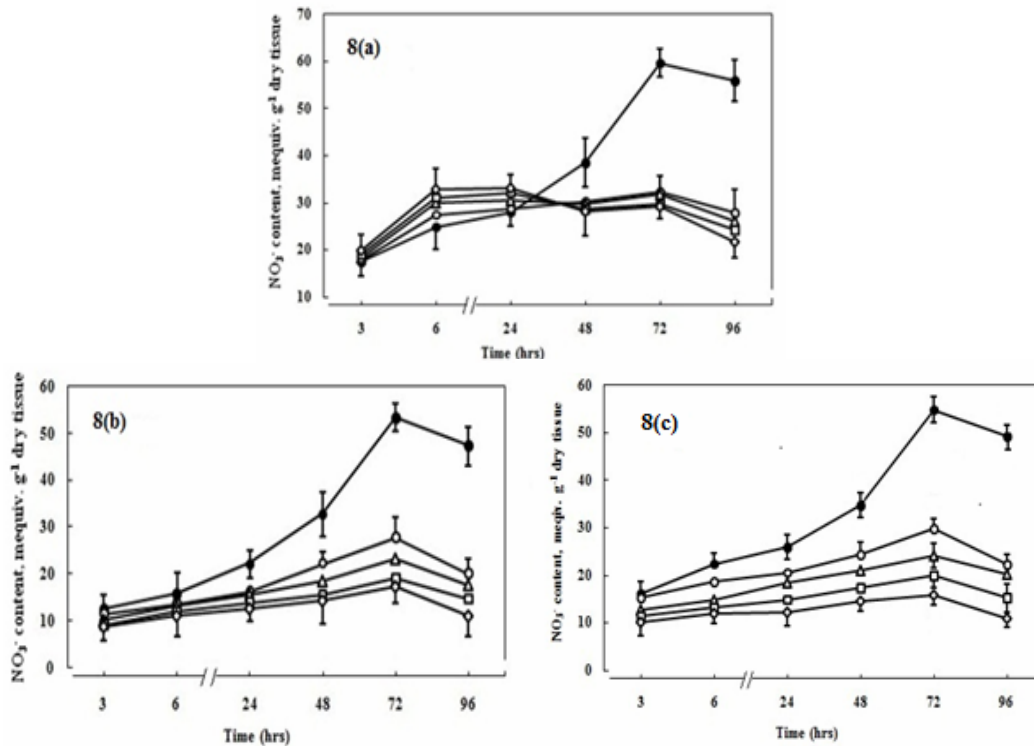 8(a)
NO3- content, mequiv. g-1 dry tissue
70
60
50
40
30
20
10
3 6 24 48 72 96
Time (hrs)
8(b)
NO3- content, mequiv. g-1 dry tissue
60
50
40
30
20
10
0
3 6 24 48 72 96
Time (hrs)
8(c)
NO3- content, meqiv. g-1 dry tissue
60
50
40
30
20
10
0
3 6 24 48 72 96
Time (hrs)